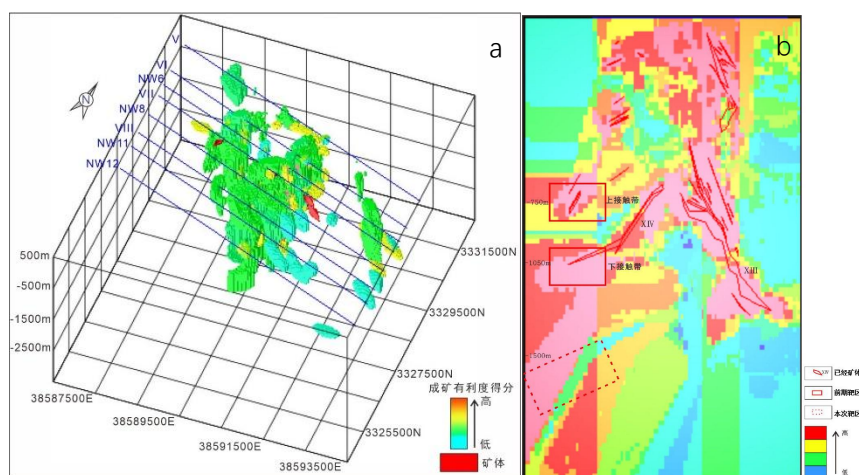 a
V
VI
NW6
VII
NW8
VIII
NW11
NW12
N
500m
-500m
-1500m
-2500m
3331500N
3329500N
3327500N
3325500N
38587500E
38589500E
38591500E
38593500E
成矿有利度得分
高
低
矿体
b
-750m
上接触带
XIV
-1050m
下接触带
XIII
-1500m
XIV
已经矿体
前期靶区
本次靶区
高
低